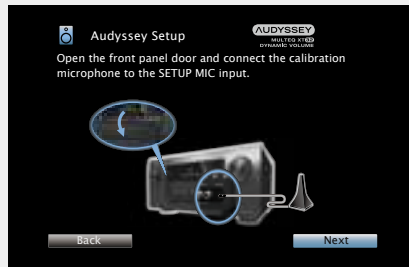 Audyssey Setup
AUDYSSEY
MULTEQ XT32
DYNAMIC VOLUME
Open the front panel door and connect the calibration
microphone to the SETUP MIC input.
Back
Next